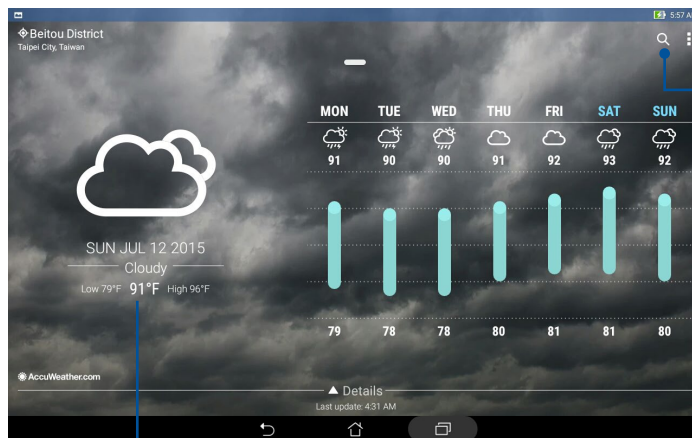 5:57 A
Beitou District
Taipei City, Taiwan
MON TUE WED THU FRI SAT SUN
91 90 90 91 92 93 92
SUN JUL 12 2015
Cloudy
Low 79°F 91°F High 96°F
79 78 78 80 81 81 80
AccuWeather.com
Details
Last update: 4:31 AM